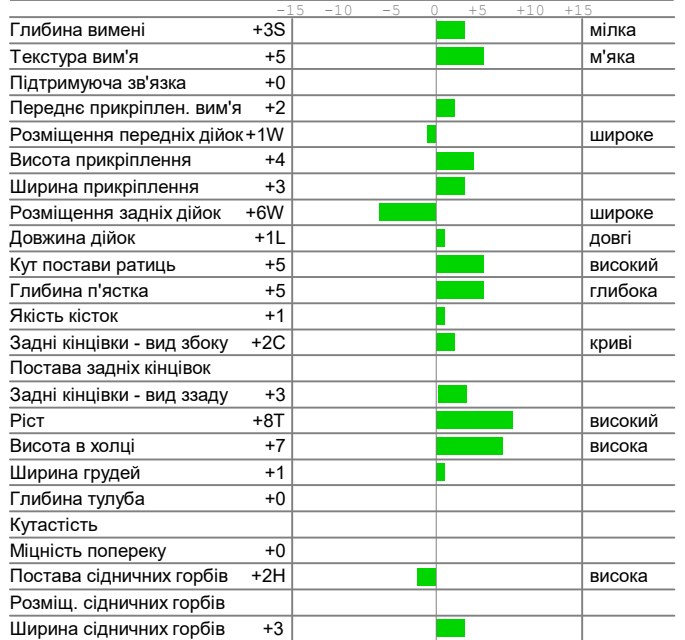 -15 -10 -5 0 +5 +10 +15
Глибина вимені +3S мілка
Текстура вим'я +5 м'яка
Підтримуюча зв'язка +0
Переднє прикріплен. вим'я +2
Розміщення передніх дійок +1W широке
Висота прикріплення +4
Ширина прикріплення +3
Розміщення задніх дійок +6W широке
Довжина дійок +1L довгі
Кут постави ратиць +5 високий
Глибина п'ястка +5 глибока
Якість кісток +1
Задні кінцівки - вид збоку +2C криві
Постава задніх кінцівок
Задні кінцівки - вид ззаду +3
Ріст +8T високий
Висота в холці +7 висока
Ширина грудей +1
Глибина тулуба +0
Кутастість
Міцність попереку +0
Постава сідничних горбів +2H висока
Розміщ. сідничних горбів
Ширина сідничних горбів +3